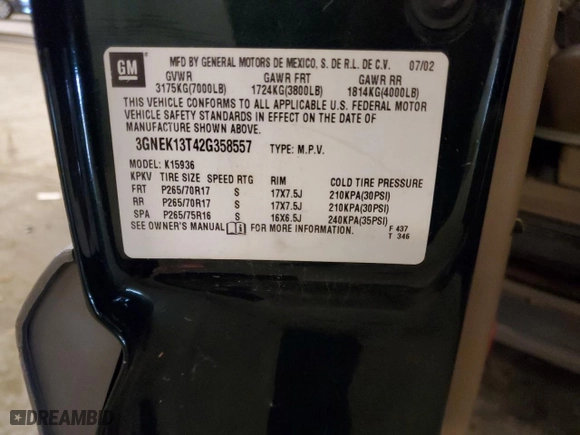 GM
MFD BY GENERAL MOTORS DE MEXICO, S. DE R.L. DE C.V. 07/02
GVWR GAWR FRT GAWR RR
3175KG(7000LB) 1724KG(3800LB) 1814KG(4000LB)
THIS VEHICLE CONFORMS TO ALL APPLICABLE U.S. FEDERAL MOTOR
VEHICLE SAFETY STANDARDS IN EFFECT ON THE DATE OF
MANUFACTURE SHOWN ABOVE.
3GNEK13T42G358557 TYPE: M.P.V.
MODEL: K15936
KPKV TIRE SIZE SPEED RTG RIM COLD TIRE PRESSURE
FRT P265/70R17 S 17X7.5J 210KPA(30PSI)
RR P265/70R17 S 17X7.5J 210KPA(30PSI)
SPA P265/75R16 S 16X6.5J 240KPA(35PSI)
SEE OWNER'S MANUAL FOR MORE INFORMATION. F 437
T 346
DREAMBID